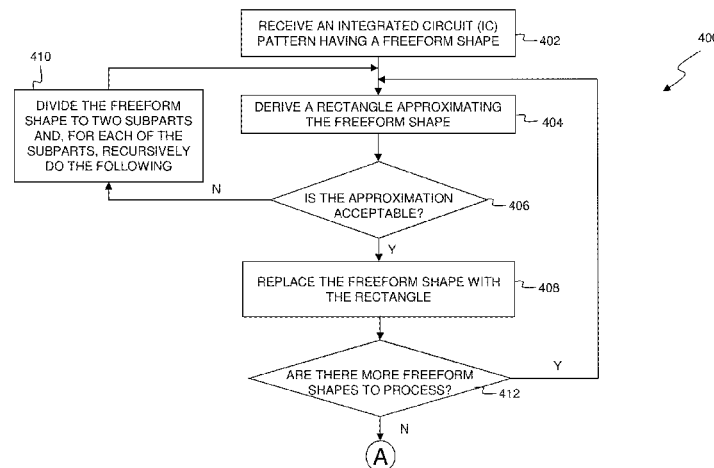 RECEIVE AN INTEGRATED CIRCUIT (IC)
PATTERN HAVING A FREEFORM SHAPE
402
400
410
DIVIDE THE FREEFORM
SHAPE TO TWO SUBPARTS
AND, FOR EACH OF THE
SUBPARTS, RECURSIVELY
DO THE FOLLOWING
DERIVE A RECTANGLE APPROXIMATING
THE FREEFORM SHAPE
404
N
IS THE APPROXIMATION
ACCEPTABLE?
406
Y
REPLACE THE FREEFORM SHAPE WITH
THE RECTANGLE
408
ARE THERE MORE FREEFORM
SHAPES TO PROCESS?
412
Y
N
A